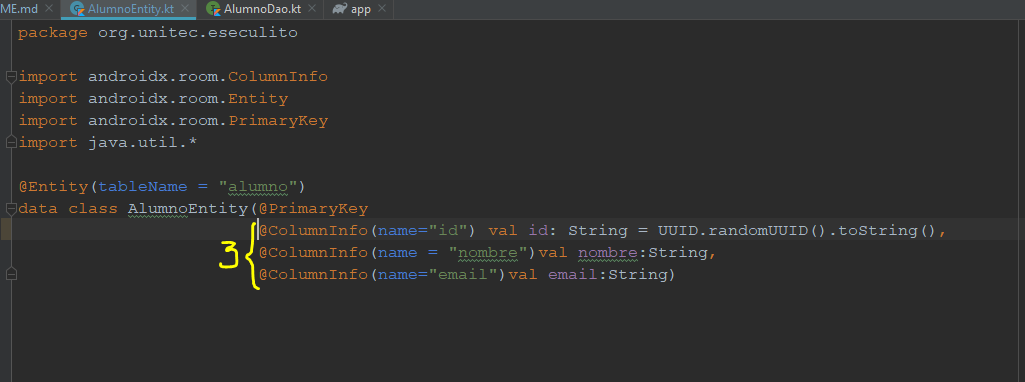 ME.md AlumnoEntity.kt AlumnoDao.kt app
package org.unitec.eseculito
import androidx.room.ColumnInfo
import androidx.room.Entity
import androidx.room.PrimaryKey
import java.util.*
@Entity(tableName = "alumno")
data class AlumnoEntity(@PrimaryKey
@ColumnInfo(name="id") val id: String = UUID.randomUUID().toString(),
3 @ColumnInfo(name = "nombre")val nombre:String,
@ColumnInfo(name="email")val email:String)